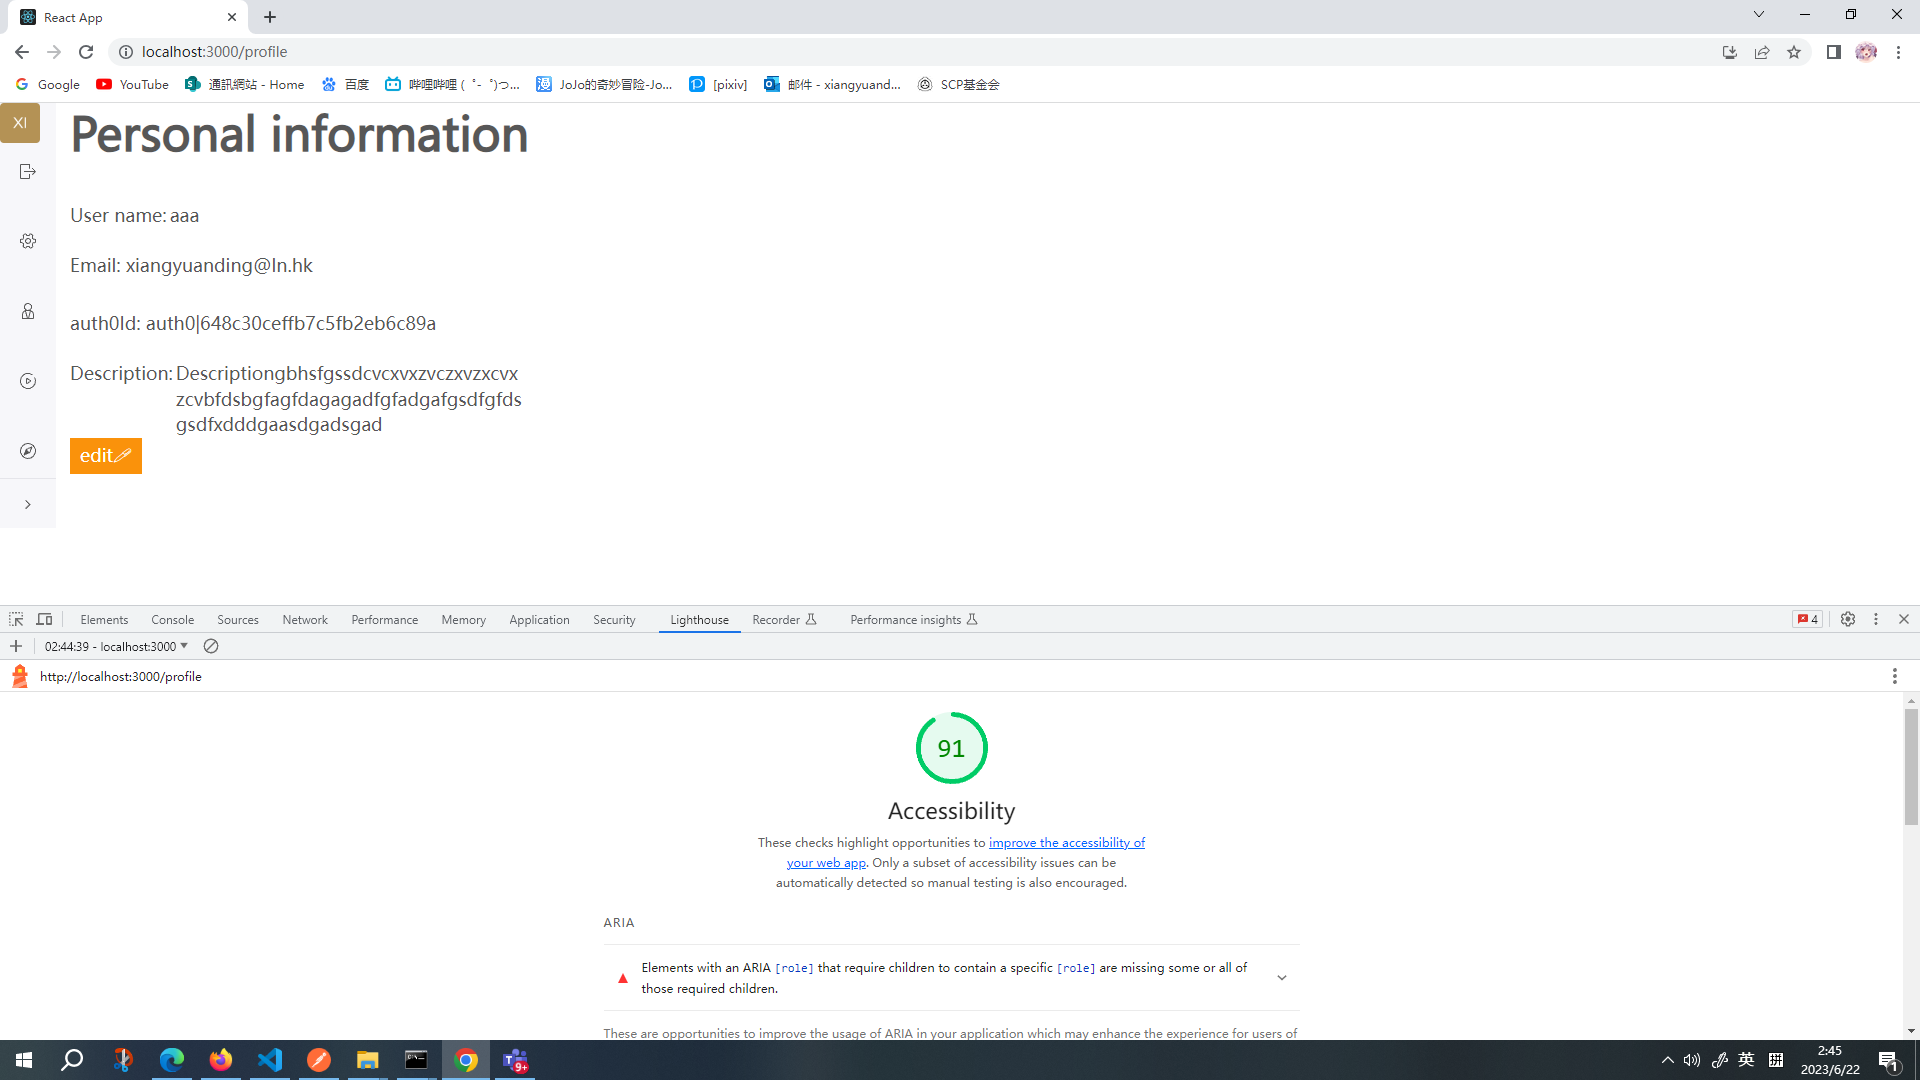 React App
localhost:3000/profile
Google
YouTube
通訊網站 - Home
百度
哔哩哔哩 (゜-゜)つ...
JoJo的奇妙冒险-Jo...
[pixiv]
邮件 - xiangyuand...
SCP基金会
XI
Personal information
User name: aaa
Email: xiangyuanding@ln.hk
auth0Id: auth0|648c30ceffb7c5fb2eb6c89a
Description: Descriptiongbhsfgssdcvcxvxzvczxvzxcvx
zcvbfdsbgfagfdagagadfgfadgafgsdfgfds
gsdfxdddgaasdgadsgad
edit
Elements Console Sources Network Performance Memory Application Security Lighthouse Recorder Performance insights 4
02:44:39 - localhost:3000
http://localhost:3000/profile
91
Accessibility
These checks highlight opportunities to improve the accessibility of
your web app. Only a subset of accessibility issues can be
automatically detected so manual testing is also encouraged.
ARIA
Elements with an ARIA [role] that require children to contain a specific [role] are missing some or all of
those required children.
These are opportunities to improve the usage of ARIA in your application which may enhance the experience for users of
9+
英
拼
2:45
2023/6/22
1